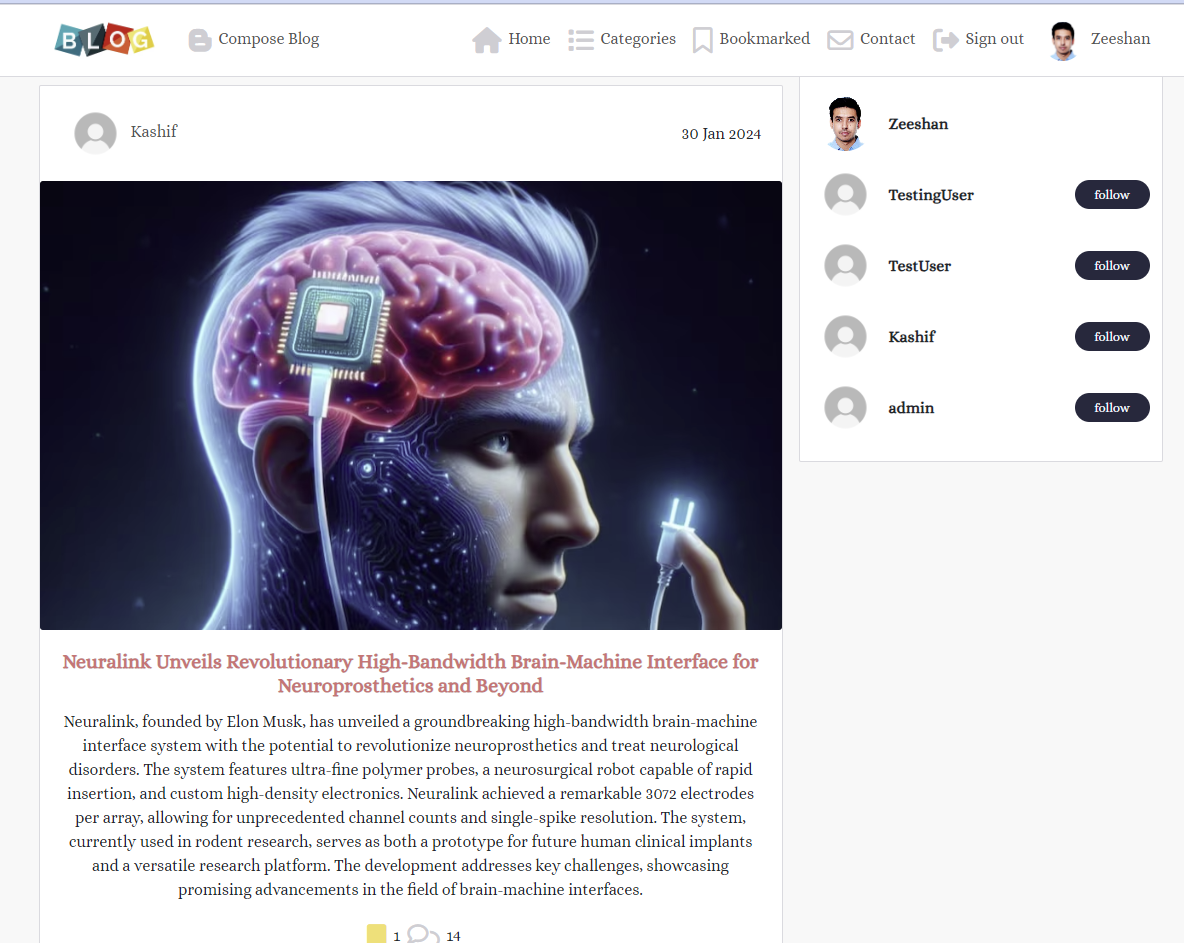 BLOG
Compose Blog
Home
Categories
Bookmarked
Contact
Sign out
Zeeshan
Kashif
30 Jan 2024
Neuralink Unveils Revolutionary High-Bandwidth Brain-Machine Interface for
Neuroprosthetics and Beyond
Neuralink, founded by Elon Musk, has unveiled a groundbreaking high-bandwidth brain-machine
interface system with the potential to revolutionize neuroprosthetics and treat neurological
disorders. The system features ultra-fine polymer probes, a neurosurgical robot capable of rapid
insertion, and custom high-density electronics. Neuralink achieved a remarkable 3072 electrodes
per array, allowing for unprecedented channel counts and single-spike resolution. The system,
currently used in rodent research, serves as both a prototype for future human clinical implants
and a versatile research platform. The development addresses key challenges, showcasing
promising advancements in the field of brain-machine interfaces.
1
14
Zeeshan
TestingUser
follow
TestUser
follow
Kashif
follow
admin
follow